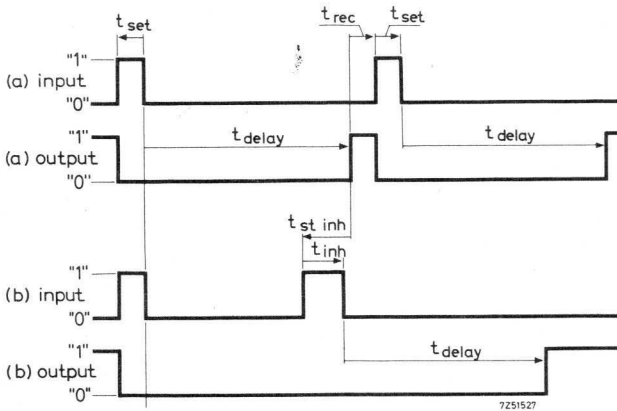 t set
t rec
t set
"1"
(a) input
"0"
"1"
t delay
t delay
(a) output
"0"
t st inh
t inh
"1"
(b) input
"0"
"1"
t delay
(b) output
"0"
7Z51527